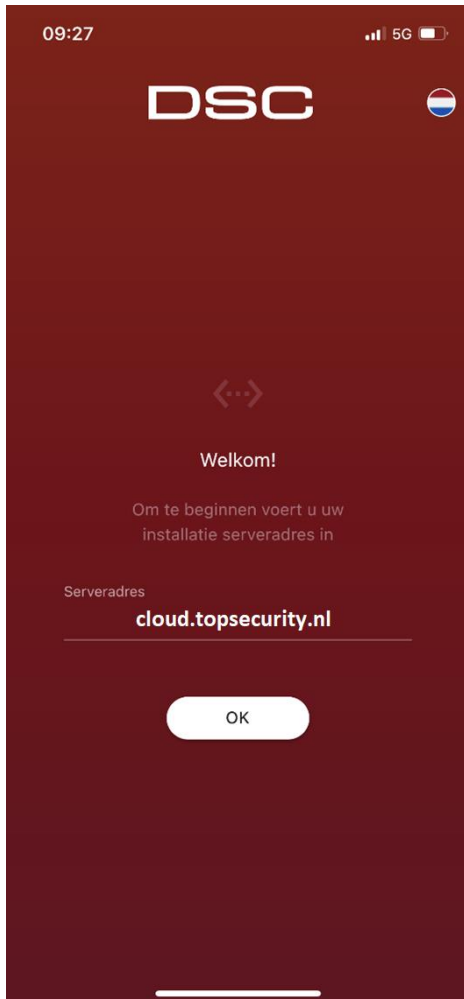 09:27
5G
DSC
Welkom!
Om te beginnen voert u uw
installatie serveradres in
Serveradres
cloud.topsecurity.nl
OK